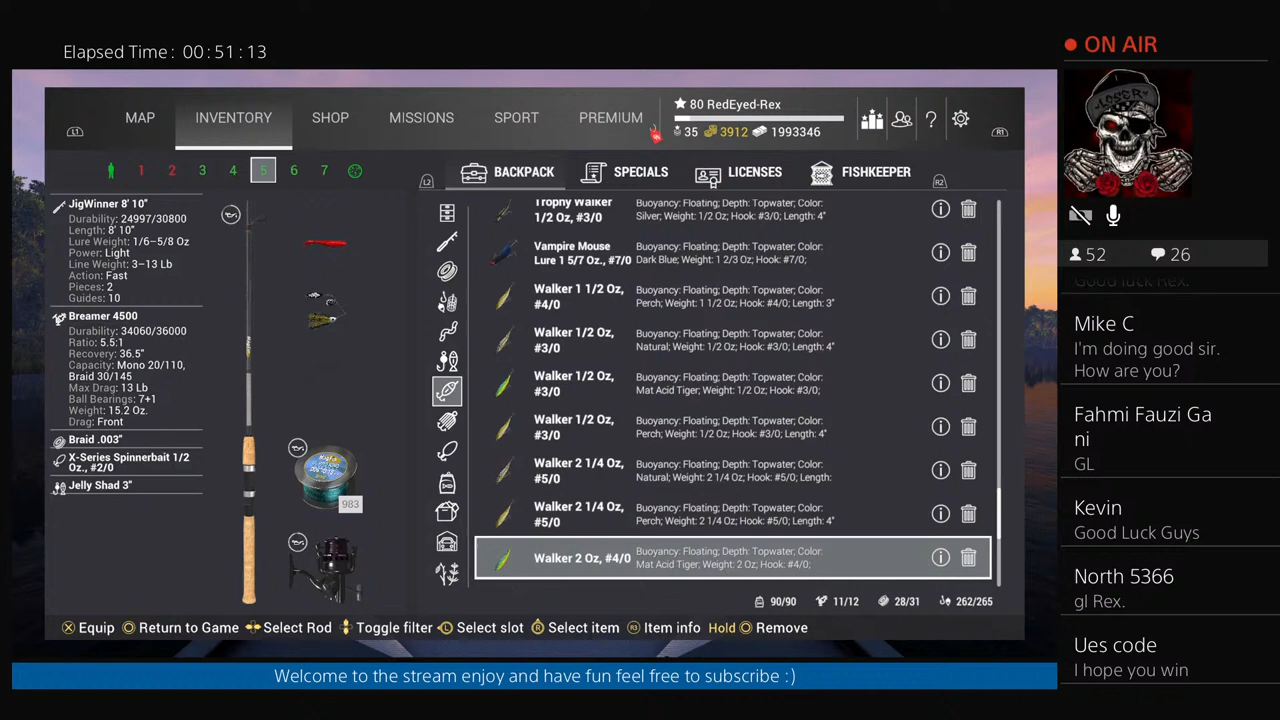 Elapsed Time: 00:51:13
ON AIR
LOSER
52 26
Good luck Rex.
Mike C
I'm doing good sir.
How are you?
Fahmi Fauzi Ga
ni
GL
Kevin
Good Luck Guys
North 5366
gl Rex.
Ues code
I hope you win
L1
MAP INVENTORY SHOP MISSIONS SPORT PREMIUM
80 RedEyed-Rex
35 3912 1993346
?
R1
1 2 3 4 5 6 7
L2
BACKPACK SPECIALS LICENSES FISHKEEPER
R2
JigWinner 8' 10"
Durability: 24997/30800
Length: 8' 10"
Lure Weight: 1/6–5/8 Oz
Power: Light
Line Weight: 3–13 Lb
Action: Fast
Pieces: 2
Guides: 10
Breamer 4500
Durability: 34060/36000
Ratio: 5.5:1
Recovery: 36.5"
Capacity: Mono 20/110,
Braid 30/145
Max Drag: 13 Lb
Ball Bearings: 7+1
Weight: 15.2 Oz.
Drag: Front
Braid .003"
X-Series Spinnerbait 1/2
Oz., #2/0
Jelly Shad 3"
983
Trophy Walker
1/2 Oz, #3/0
Buoyancy: Floating; Depth: Topwater; Color:
Silver; Weight: 1/2 Oz; Hook: #3/0; Length: 4"
Vampire Mouse
Lure 1 5/7 Oz., #7/0
Buoyancy: Floating; Depth: Topwater; Color:
Dark Blue; Weight: 1 2/3 Oz; Hook: #7/0;
Walker 1 1/2 Oz,
#4/0
Buoyancy: Floating; Depth: Topwater; Color:
Perch; Weight: 1 1/2 Oz; Hook: #4/0; Length: 3"
Walker 1/2 Oz,
#3/0
Buoyancy: Floating; Depth: Topwater; Color:
Natural; Weight: 1/2 Oz; Hook: #3/0; Length: 4"
Walker 1/2 Oz,
#3/0
Buoyancy: Floating; Depth: Topwater; Color:
Mat Acid Tiger; Weight: 1/2 Oz; Hook: #3/0;
Walker 1/2 Oz,
#3/0
Buoyancy: Floating; Depth: Topwater; Color:
Perch; Weight: 1/2 Oz; Hook: #3/0; Length: 4"
Walker 2 1/4 Oz,
#5/0
Buoyancy: Floating; Depth: Topwater; Color:
Natural; Weight: 2 1/4 Oz; Hook: #5/0; Length:
Walker 2 1/4 Oz,
#5/0
Buoyancy: Floating; Depth: Topwater; Color:
Perch; Weight: 2 1/4 Oz; Hook: #5/0; Length: 4"
Walker 2 Oz, #4/0
Buoyancy: Floating; Depth: Topwater; Color:
Mat Acid Tiger; Weight: 2 Oz; Hook: #4/0;
90/90 11/12 28/31 262/265
Equip Return to Game Select Rod Toggle filter L Select slot R Select item R3 Item info Hold Remove
Welcome to the stream enjoy and have fun feel free to subscribe :)